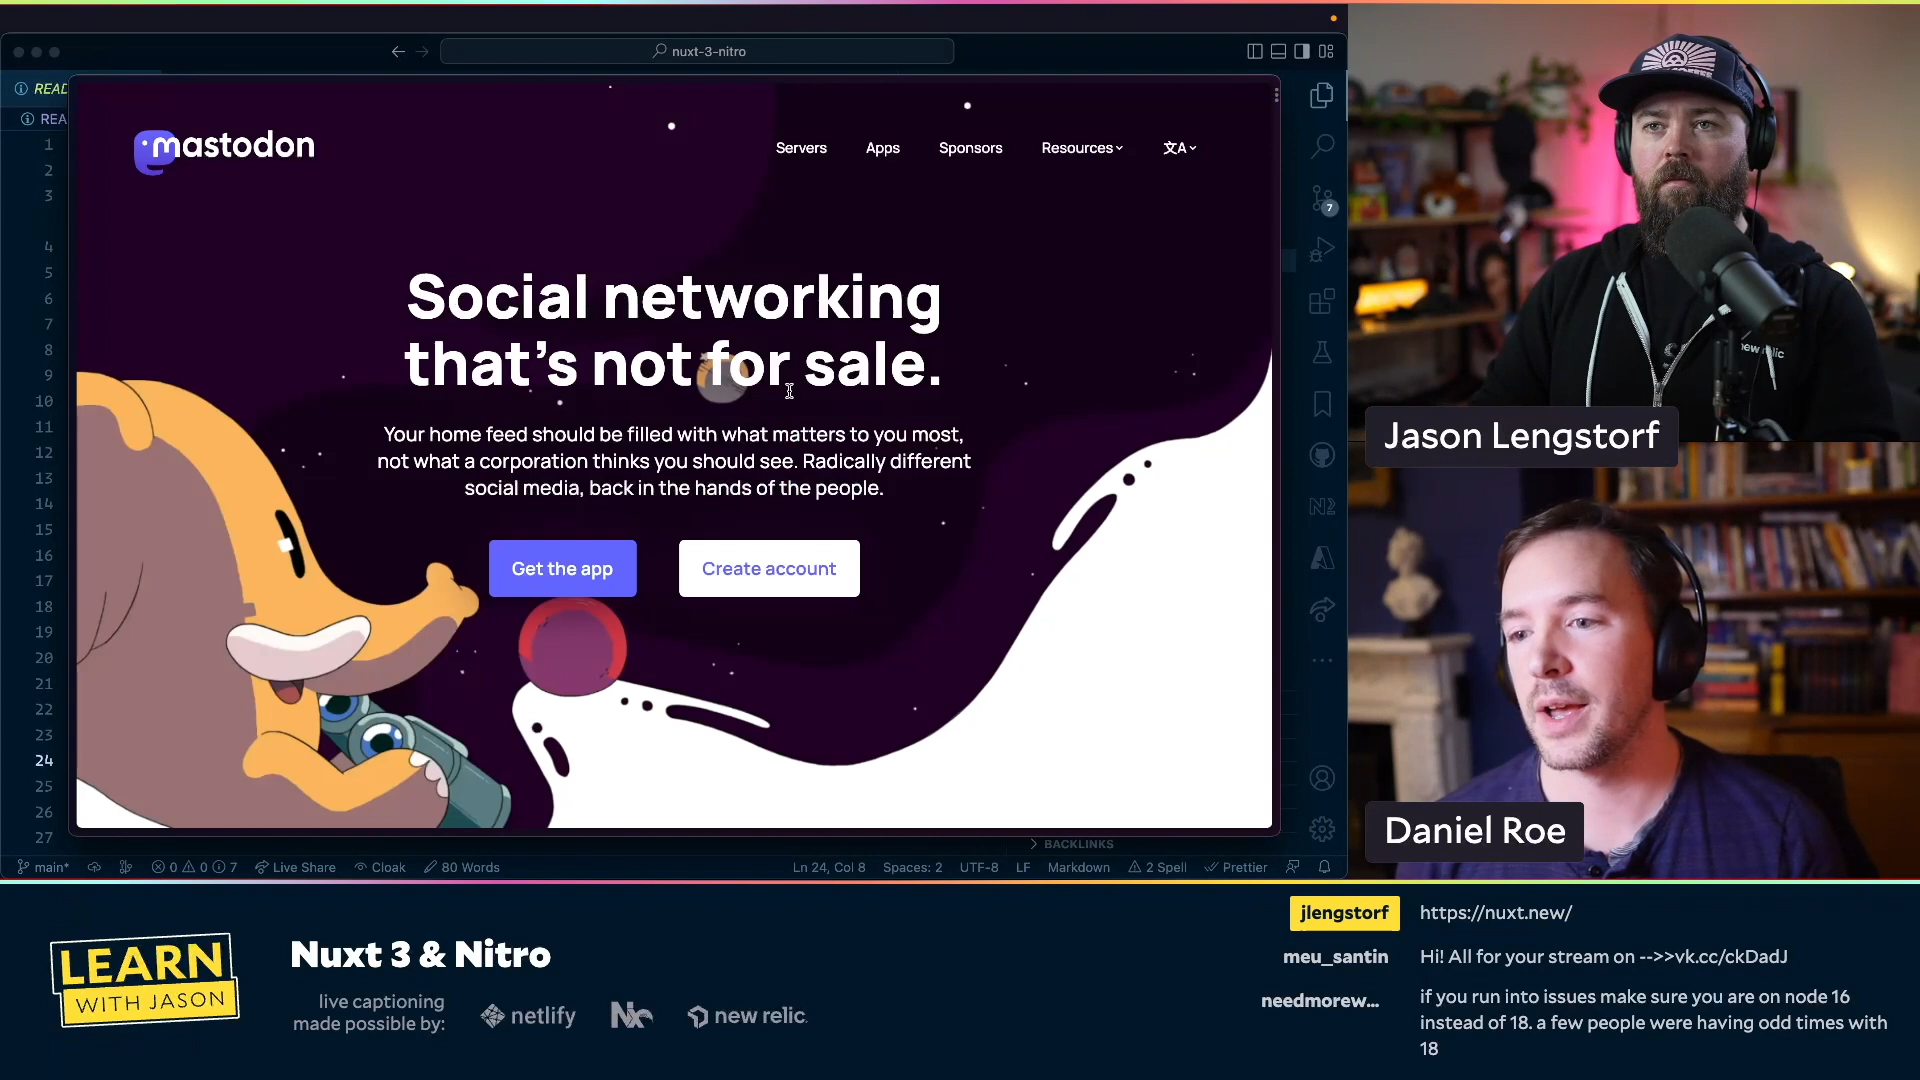 nuxt-3-nitro
READ
REA
mastodon
Servers
Apps
Sponsors
Resources
文A
Social networking
that's not for sale.
Your home feed should be filled with what matters to you most,
not what a corporation thinks you should see. Radically different
social media, back in the hands of the people.
Get the app
Create account
1
2
3
4
5
6
7
8
9
10
11
12
13
14
15
16
17
18
19
20
21
22
23
24
25
26
27
7
BACKLINKS
main*
0
0
7
Live Share
Cloak
80 Words
Ln 24, Col 8
Spaces: 2
UTF-8
LF
Markdown
2 Spell
Prettier
new relic
Jason Lengstorf
Daniel Roe
LEARN
WITH JASON
Nuxt 3 & Nitro
live captioning
made possible by:
netlify
Nx
new relic.
jlengstorf
https://nuxt.new/
meu_santin
Hi! All for your stream on -->>vk.cc/ckDadJ
needmorew...
if you run into issues make sure you are on node 16
instead of 18. a few people were having odd times with
18